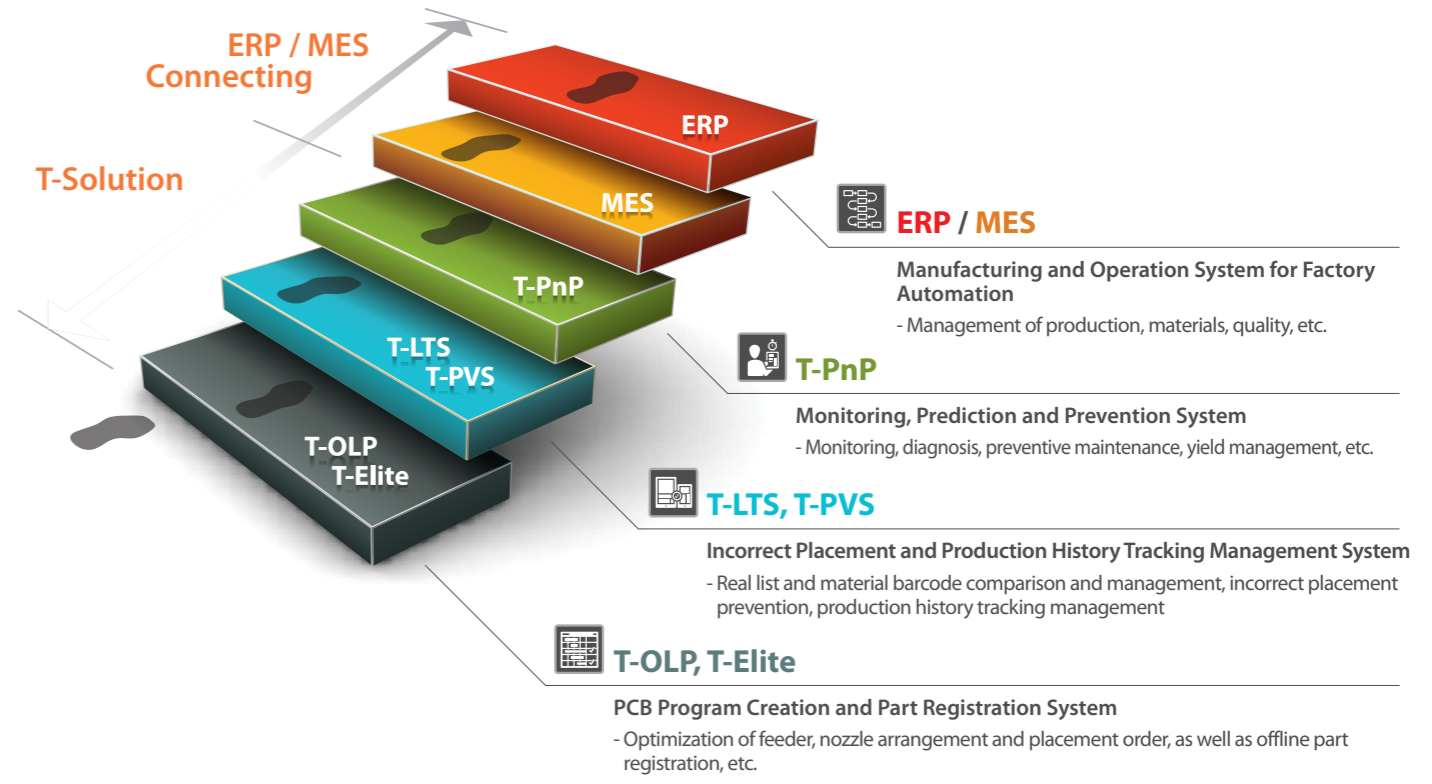 ERP / MES
Connecting
T-Solution
ERP
MES
T-PnP
T-LTS
T-PVS
T-OLP
T-Elite
ERP / MES
Manufacturing and Operation System for Factory
Automation
- Management of production, materials, quality, etc.
T-PnP
Monitoring, Prediction and Prevention System
- Monitoring, diagnosis, preventive maintenance, yield management, etc.
T-LTS, T-PVS
Incorrect Placement and Production History Tracking Management System
- Real list and material barcode comparison and management, incorrect placement
prevention, production history tracking management
T-OLP, T-Elite
PCB Program Creation and Part Registration System
- Optimization of feeder, nozzle arrangement and placement order, as well as offline part
registration, etc.